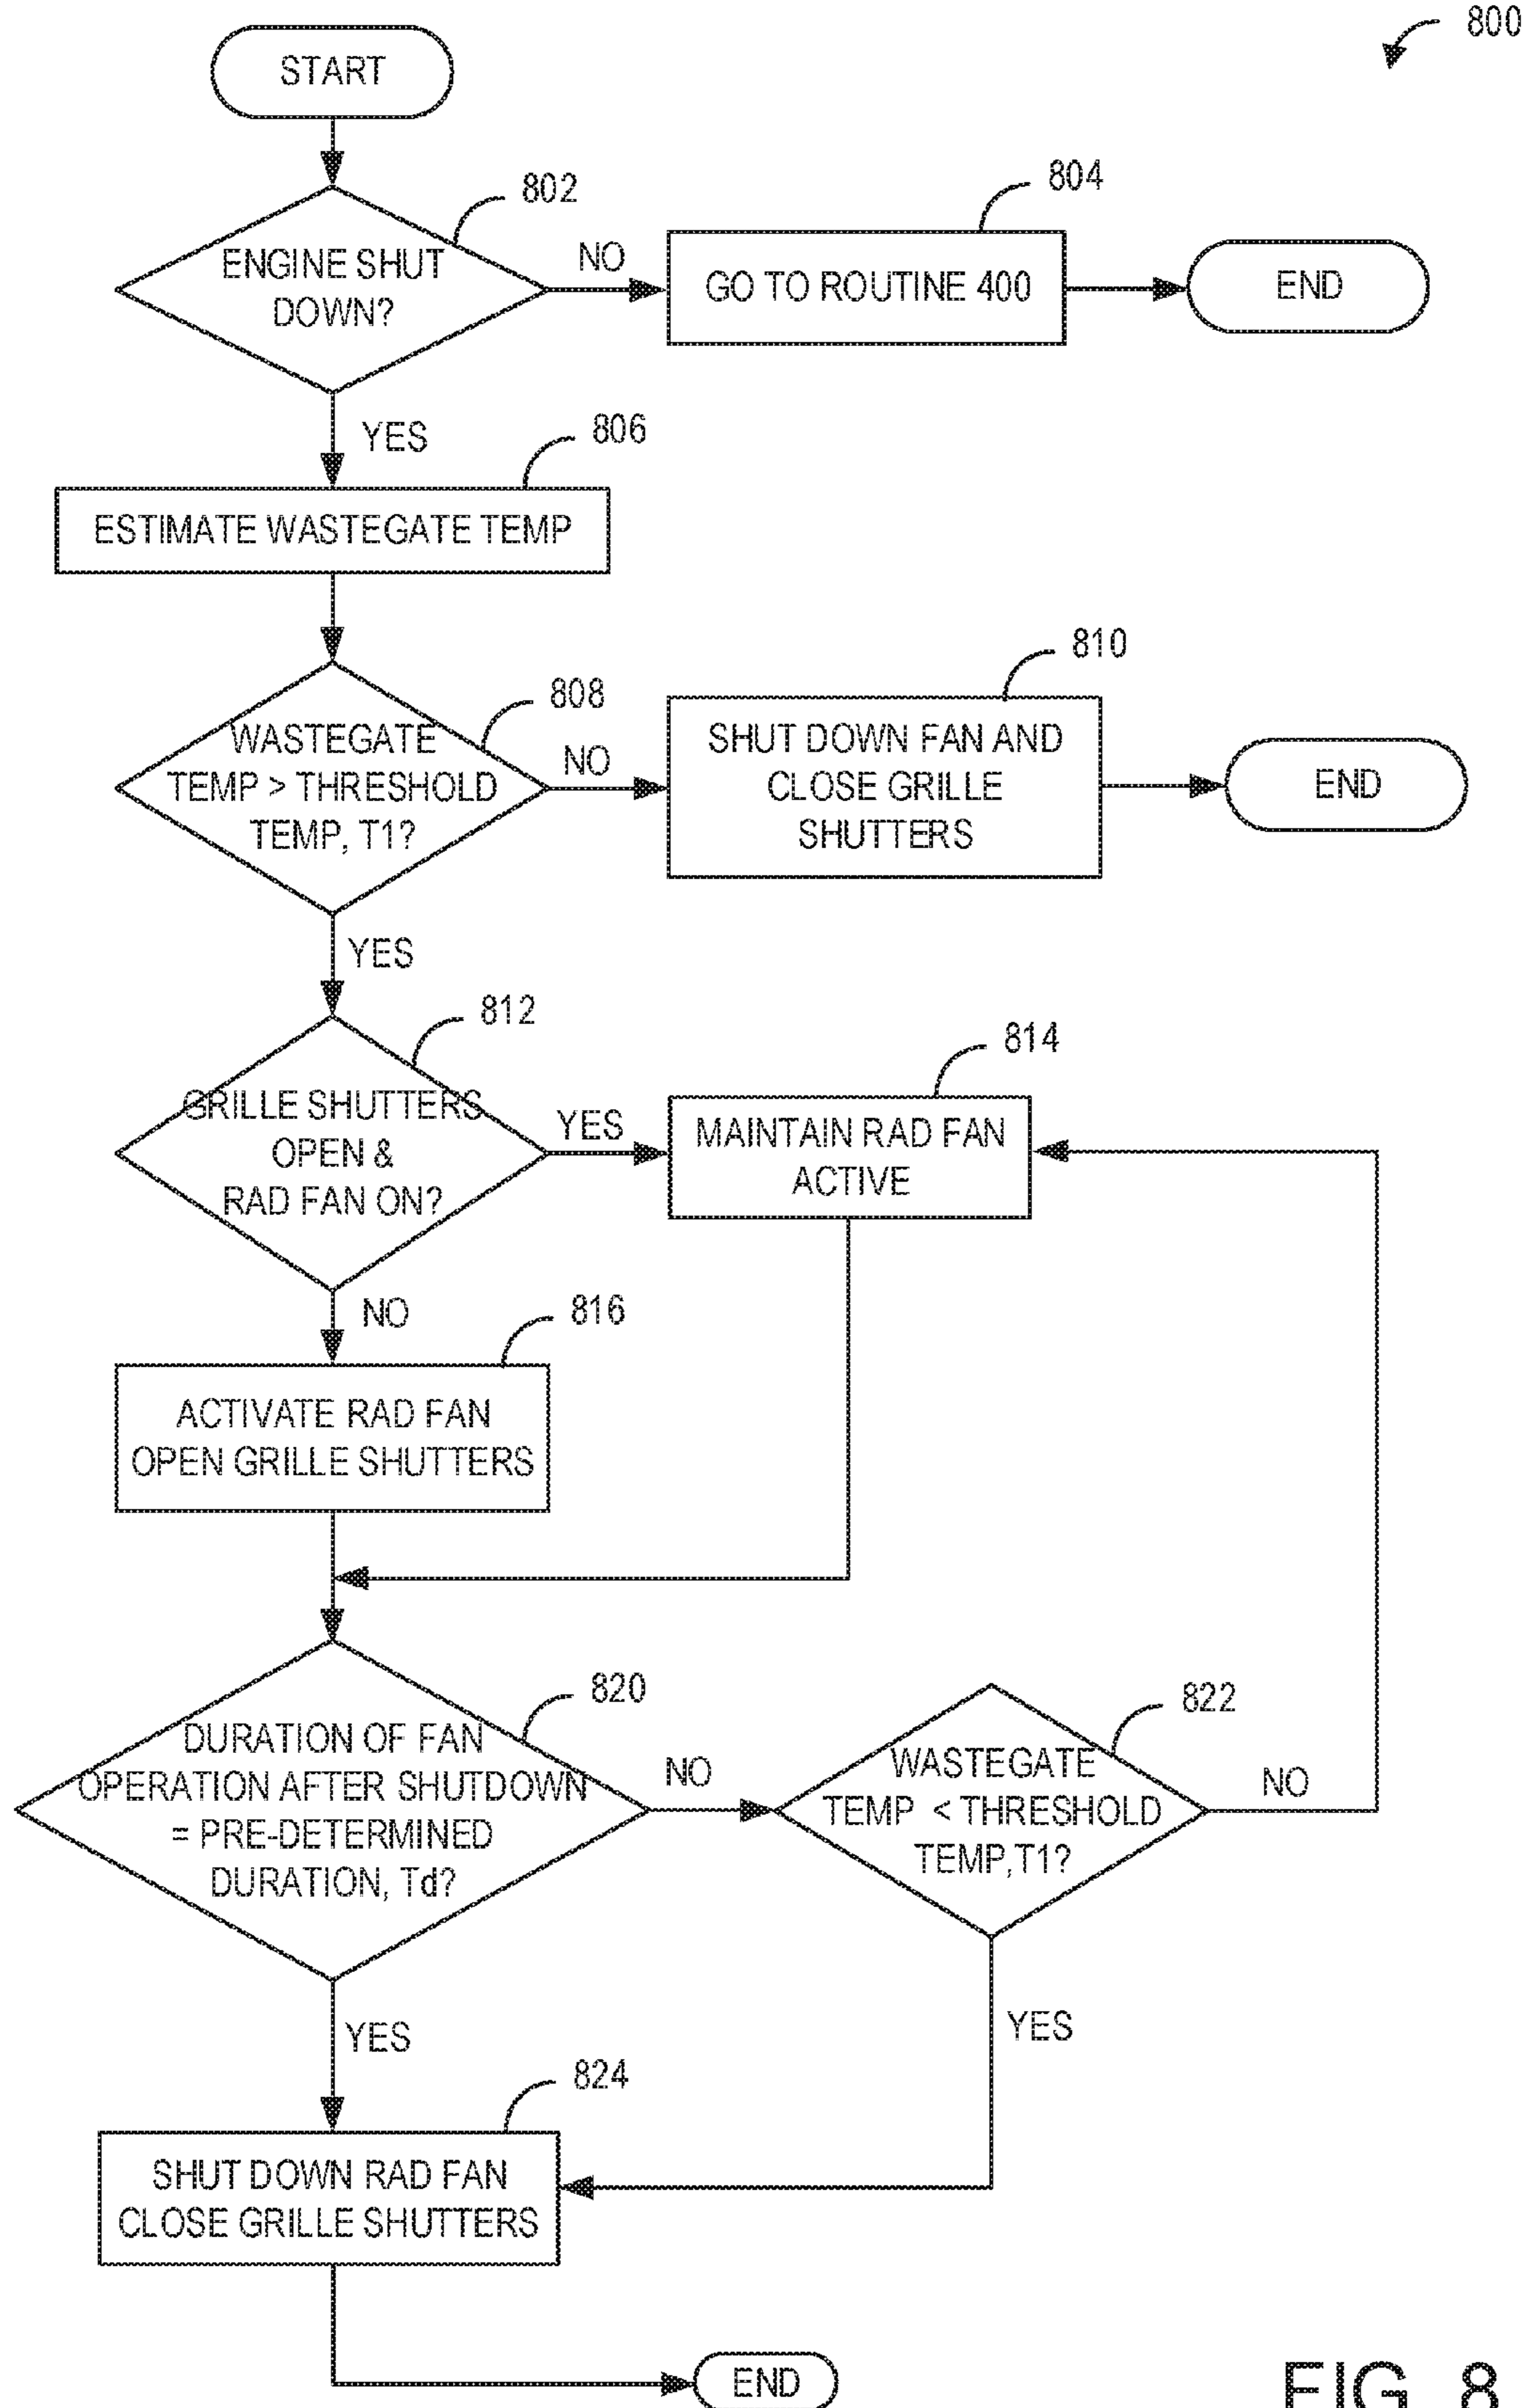 800
START
802
ENGINE SHUT
DOWN?
NO
804
GO TO ROUTINE 400
END
YES
806
ESTIMATE WASTEGATE TEMP
808
WASTEGATE
TEMP > THRESHOLD
TEMP, T1?
NO
810
SHUT DOWN FAN AND
CLOSE GRILLE
SHUTTERS
END
YES
812
GRILLE SHUTTERS
OPEN &
RAD FAN ON?
YES
814
MAINTAIN RAD FAN
ACTIVE
NO
816
ACTIVATE RAD FAN
OPEN GRILLE SHUTTERS
820
DURATION OF FAN
OPERATION AFTER SHUTDOWN
= PRE-DETERMINED
DURATION, Td?
NO
822
WASTEGATE
TEMP < THRESHOLD
TEMP,T1?
NO
YES
YES
824
SHUT DOWN RAD FAN
CLOSE GRILLE SHUTTERS
END
FIG. 8